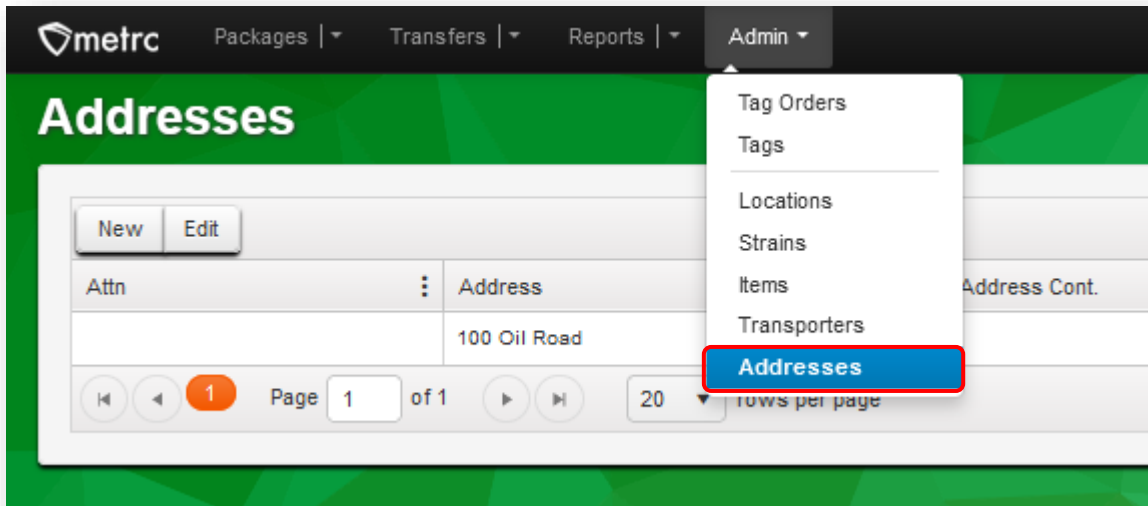 metrc Packages | Transfers | Reports | Admin
Addresses
Tag Orders
Tags
Locations
Strains
Items
Transporters
Addresses
New Edit
Attn Address Address Cont.
100 Oil Road
1 Page 1 of 1 20 rows per page